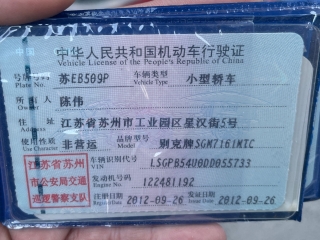 中华人民共和国机动车行驶证
Vehicle License of the People's Republic of China
号牌号码 苏EB509P 车辆类型 小型轿车
Plate No. Vehicle Type
所有人 陈伟
Owner
住址 江苏省苏州市工业园区星汉街5号
Address
使用性质 非营运 品牌型号 别克牌SGM7161MTC
Use Character Model
江苏省苏州 车辆识别代号 LSGPB54U0DD055733
VIN
市公安局交通 发动机号码 122481192
Engine No.
巡逻警察支队 注册日期 2012-09-26 发证日期 2012-09-26
Register Date Issue Date